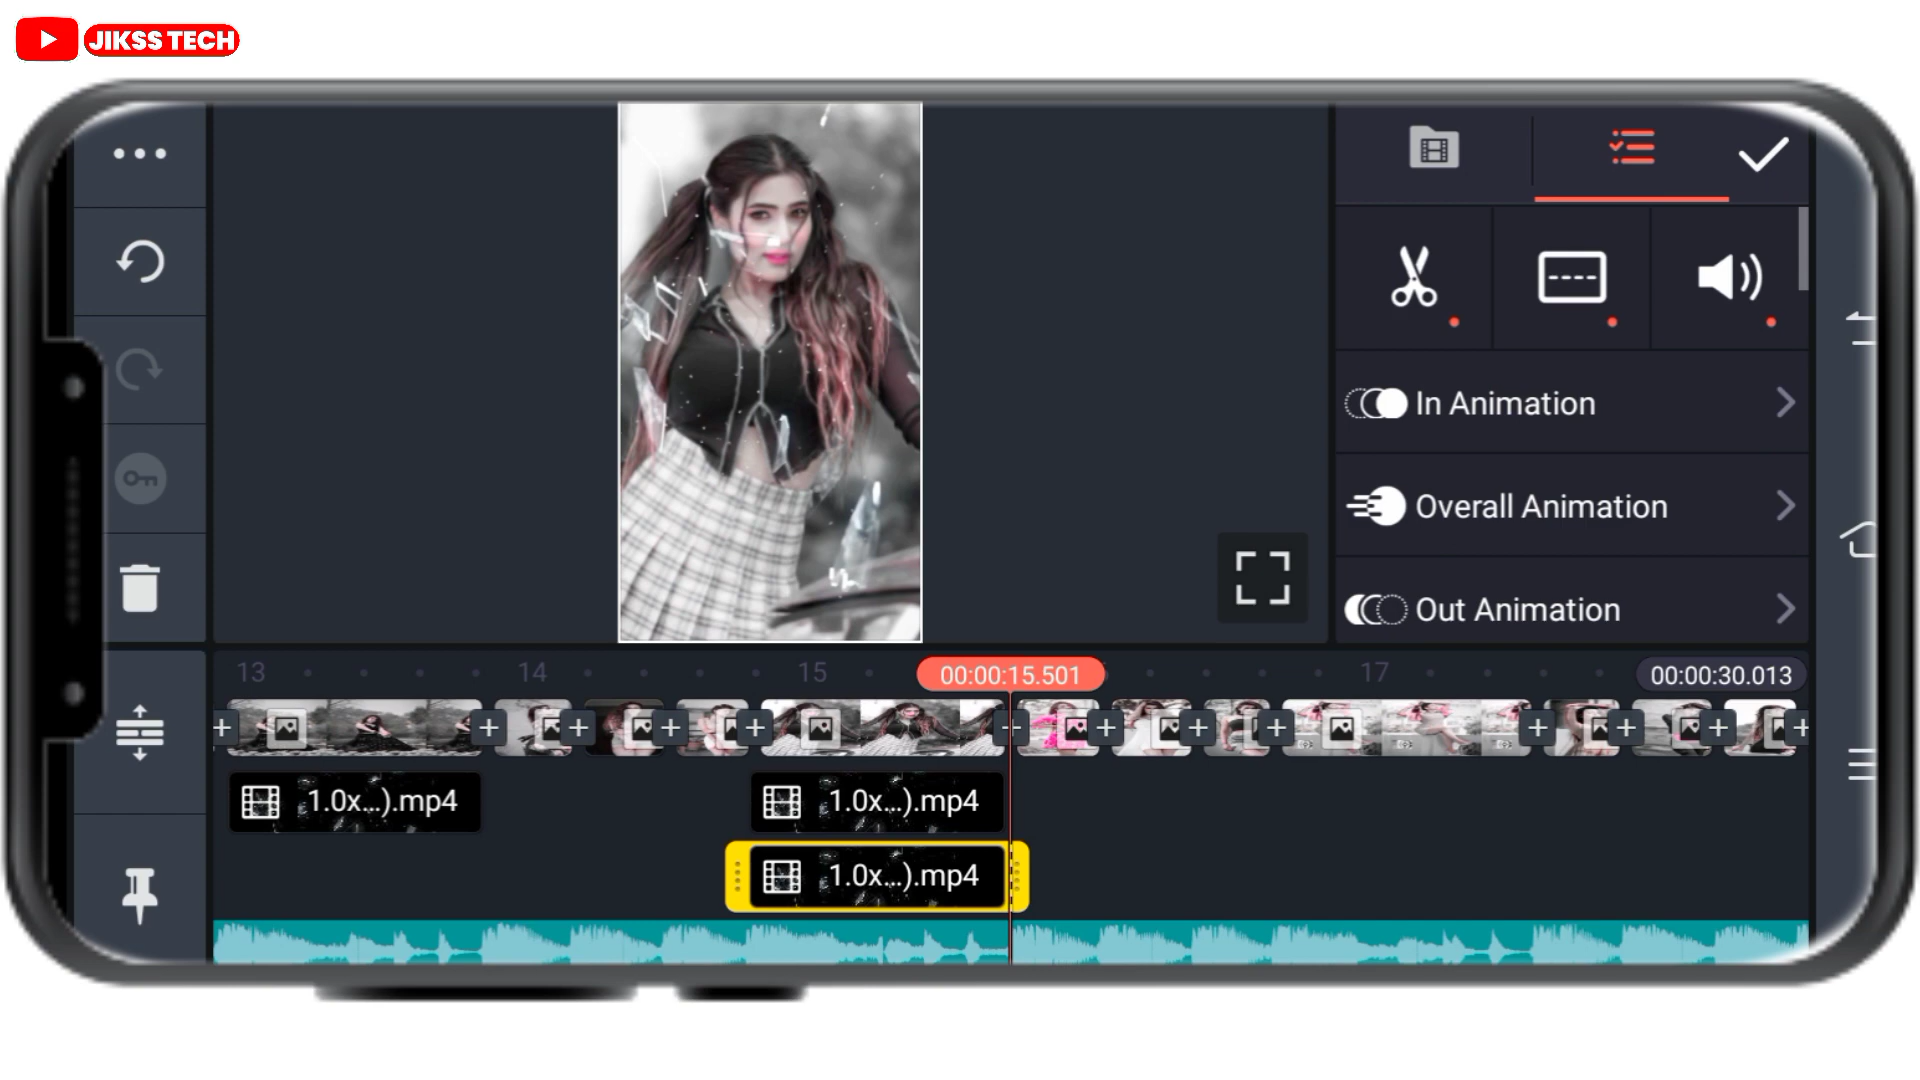 JIKSS TECH
In Animation
Overall Animation
Out Animation
13 14 15 00:00:15.501 17 00:00:30.013
1.0x...).mp4 1.0x...).mp4
1.0x...).mp4